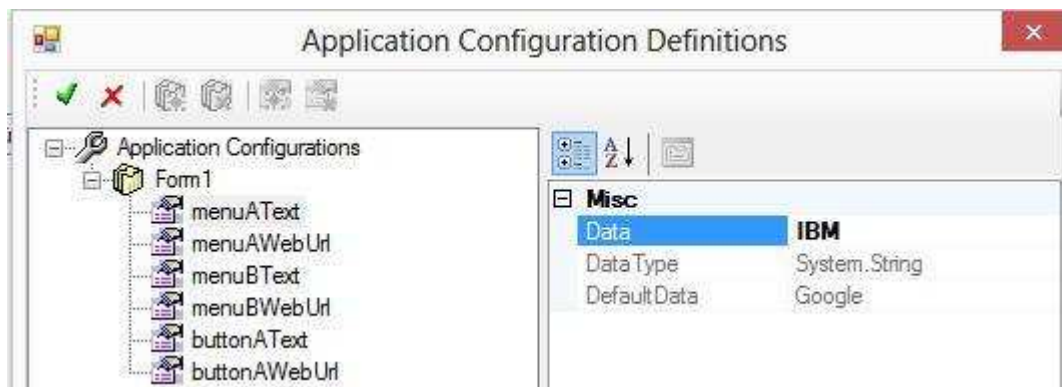 Application Configuration Definitions
Application Configurations
Form1
menuAText
menuAWebUrl
menuBText
menuBWebUrl
buttonAText
buttonAWebUrl
Misc
Data IBM
DataType System.String
DefaultData Google